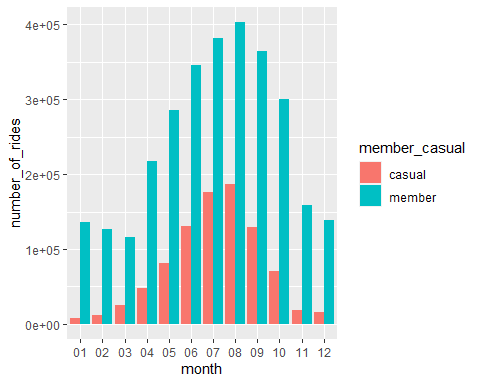 number_of_rides
4e+05
3e+05
2e+05
1e+05
0e+00
01 02 03 04 05 06 07 08 09 10 11 12
month
member_casual
casual
member